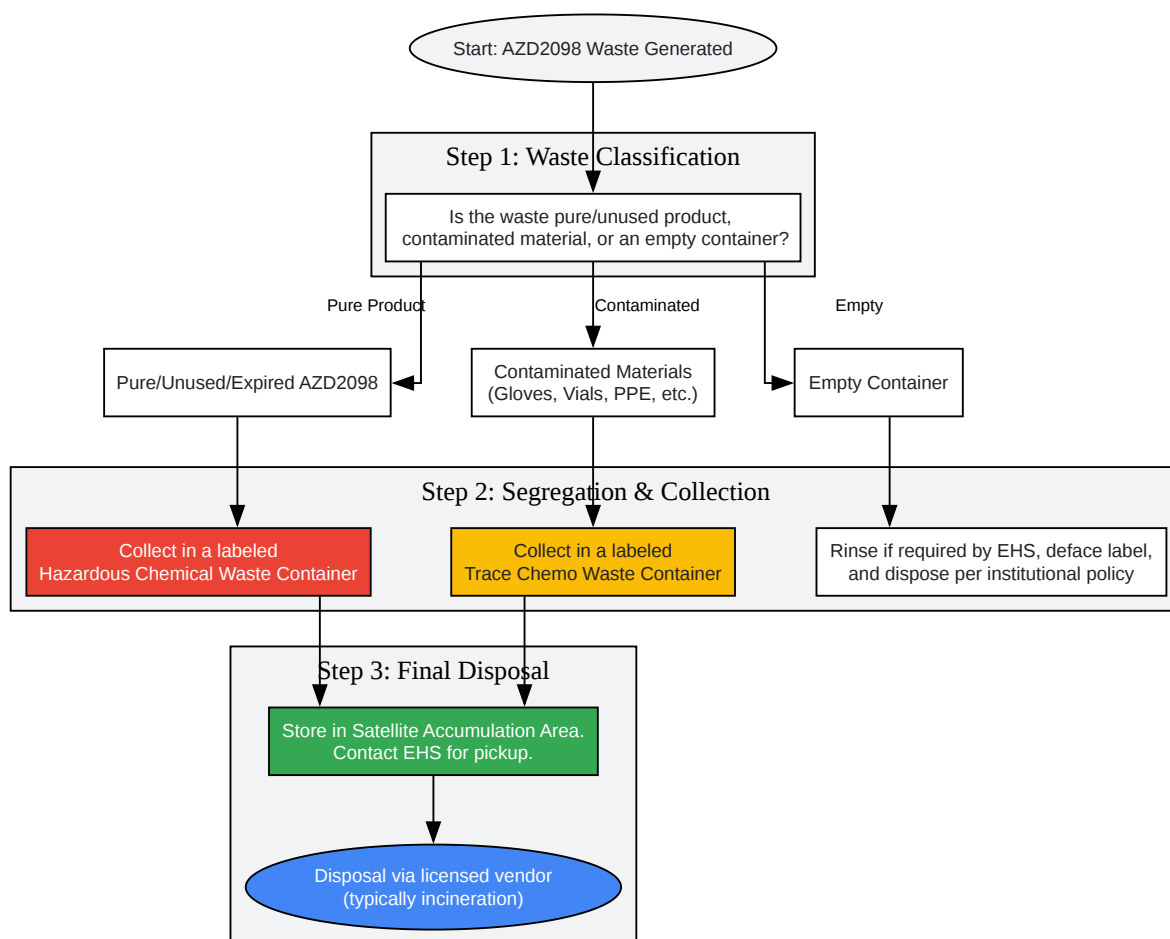 Start: AZD2098 Waste Generated
Step 1: Waste Classification
Is the waste pure/unused product,
contaminated material, or an empty container?
Pure Product
Contaminated
Empty
Pure/Unused/Expired AZD2098
Contaminated Materials
(Gloves, Vials, PPE, etc.)
Empty Container
Step 2: Segregation & Collection
Collect in a labeled
Hazardous Chemical Waste Container
Collect in a labeled
Trace Chemo Waste Container
Rinse if required by EHS, deface label,
and dispose per institutional policy
Step 3: Final Disposal
Store in Satellite Accumulation Area.
Contact EHS for pickup.
Disposal via licensed vendor
(typically incineration)